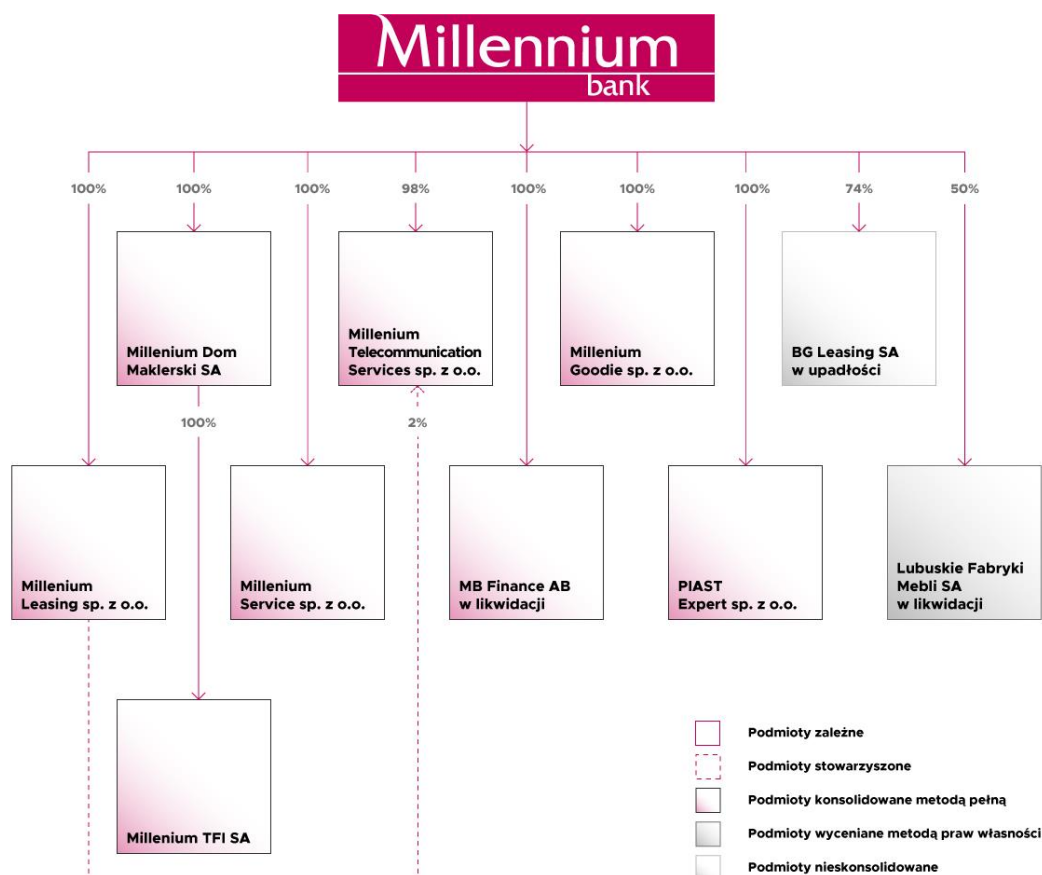 Millennium
bank
100%
100%
100%
98%
100%
100%
100%
74%
50%
Millenium Dom
Maklerski SA
Millenium
Telecommunication
Services sp. z o.o.
Millenium
Goodie sp. z o.o.
BG Leasing SA
w upadłości
100%
2%
Millenium
Leasing sp. z o.o.
Millenium
Service sp. z o.o.
MB Finance AB
w likwidacji
PIAST
Expert sp. z o.o.
Lubuskie Fabryki
Mebli SA
w likwidacji
Millenium TFI SA
Podmioty zależne
Podmioty stowarzyszone
Podmioty konsolidowane metodą pełną
Podmioty wyceniane metodą praw własności
Podmioty nieskonsolidowane